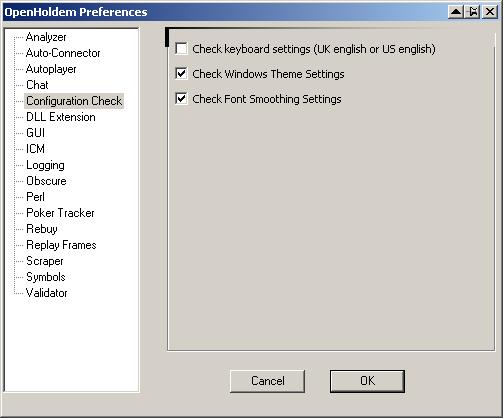 OpenHoldem Preferences
Analyzer
Auto-Connector
Autoplayer
Chat
Configuration Check
DLL Extension
GUI
ICM
Logging
Obscure
Perl
Poker Tracker
Rebuy
Replay Frames
Scraper
Symbols
Validator
Check keyboard settings (UK english or US english)
Check Windows Theme Settings
Check Font Smoothing Settings
Cancel
OK